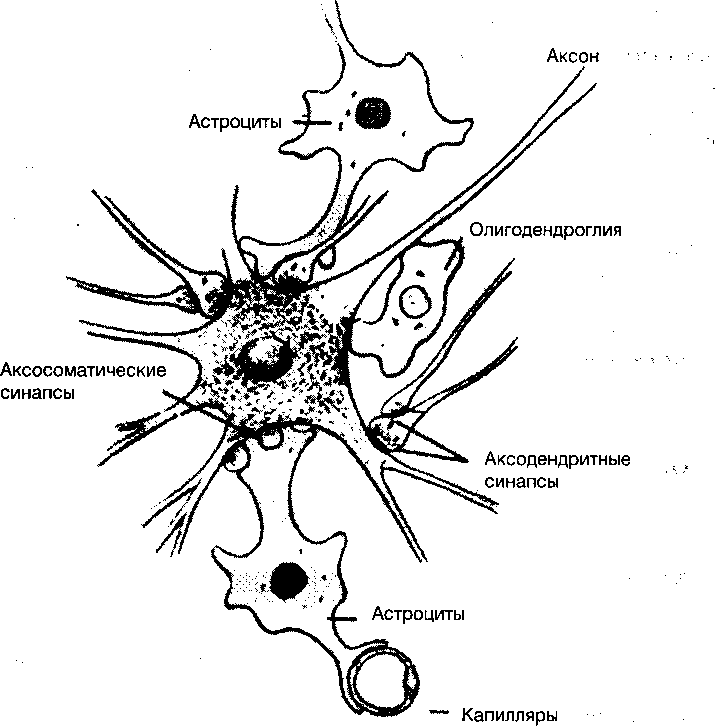 Аксон
Астроциты
Олигодендроглия
Аксосоматические
синапсы
Аксодендритные
синапсы
Астроциты
Капилляры